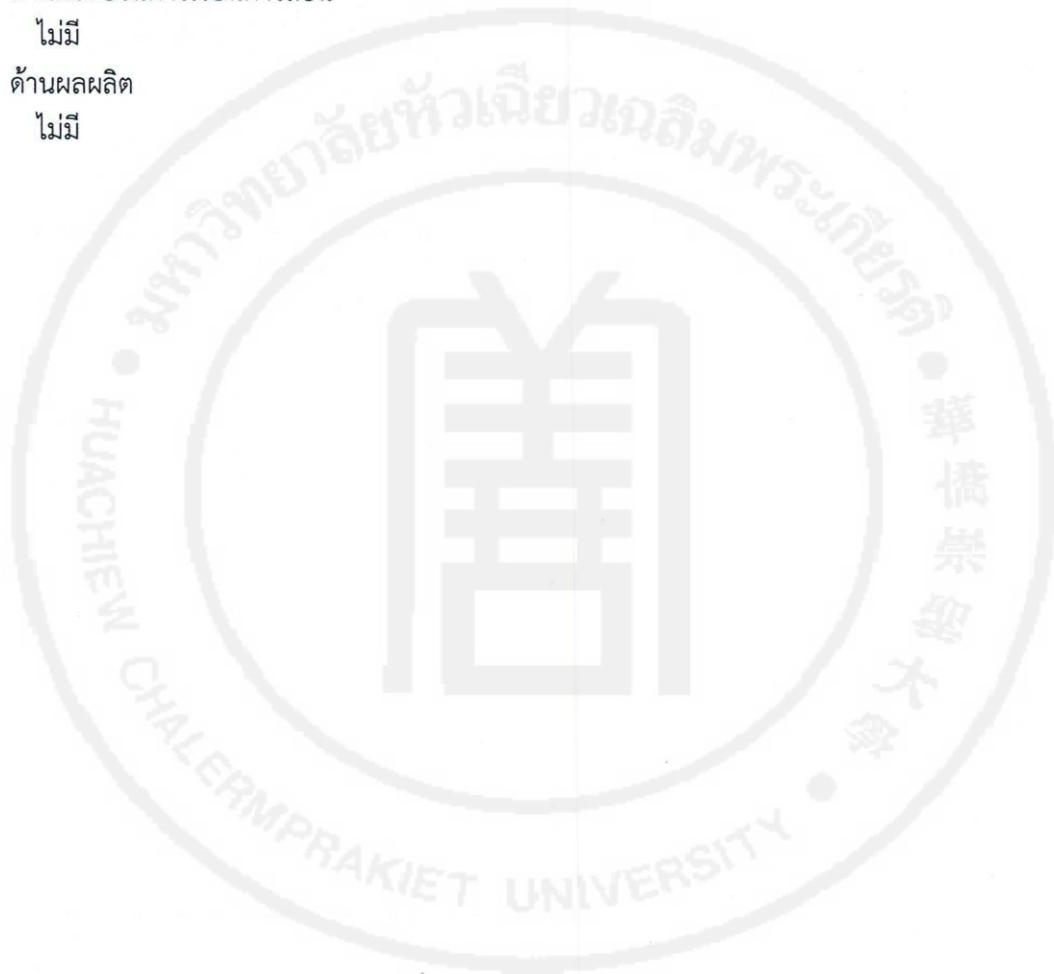 ไม่มี
ด้านผลผลิต
ไม่มี
มหาวิทยาลัยหัวเฉียวเฉลิมพระเกียรติ
華僑崇聖大學
HUACHIEW CHALERMPRAKIET UNIVERSITY